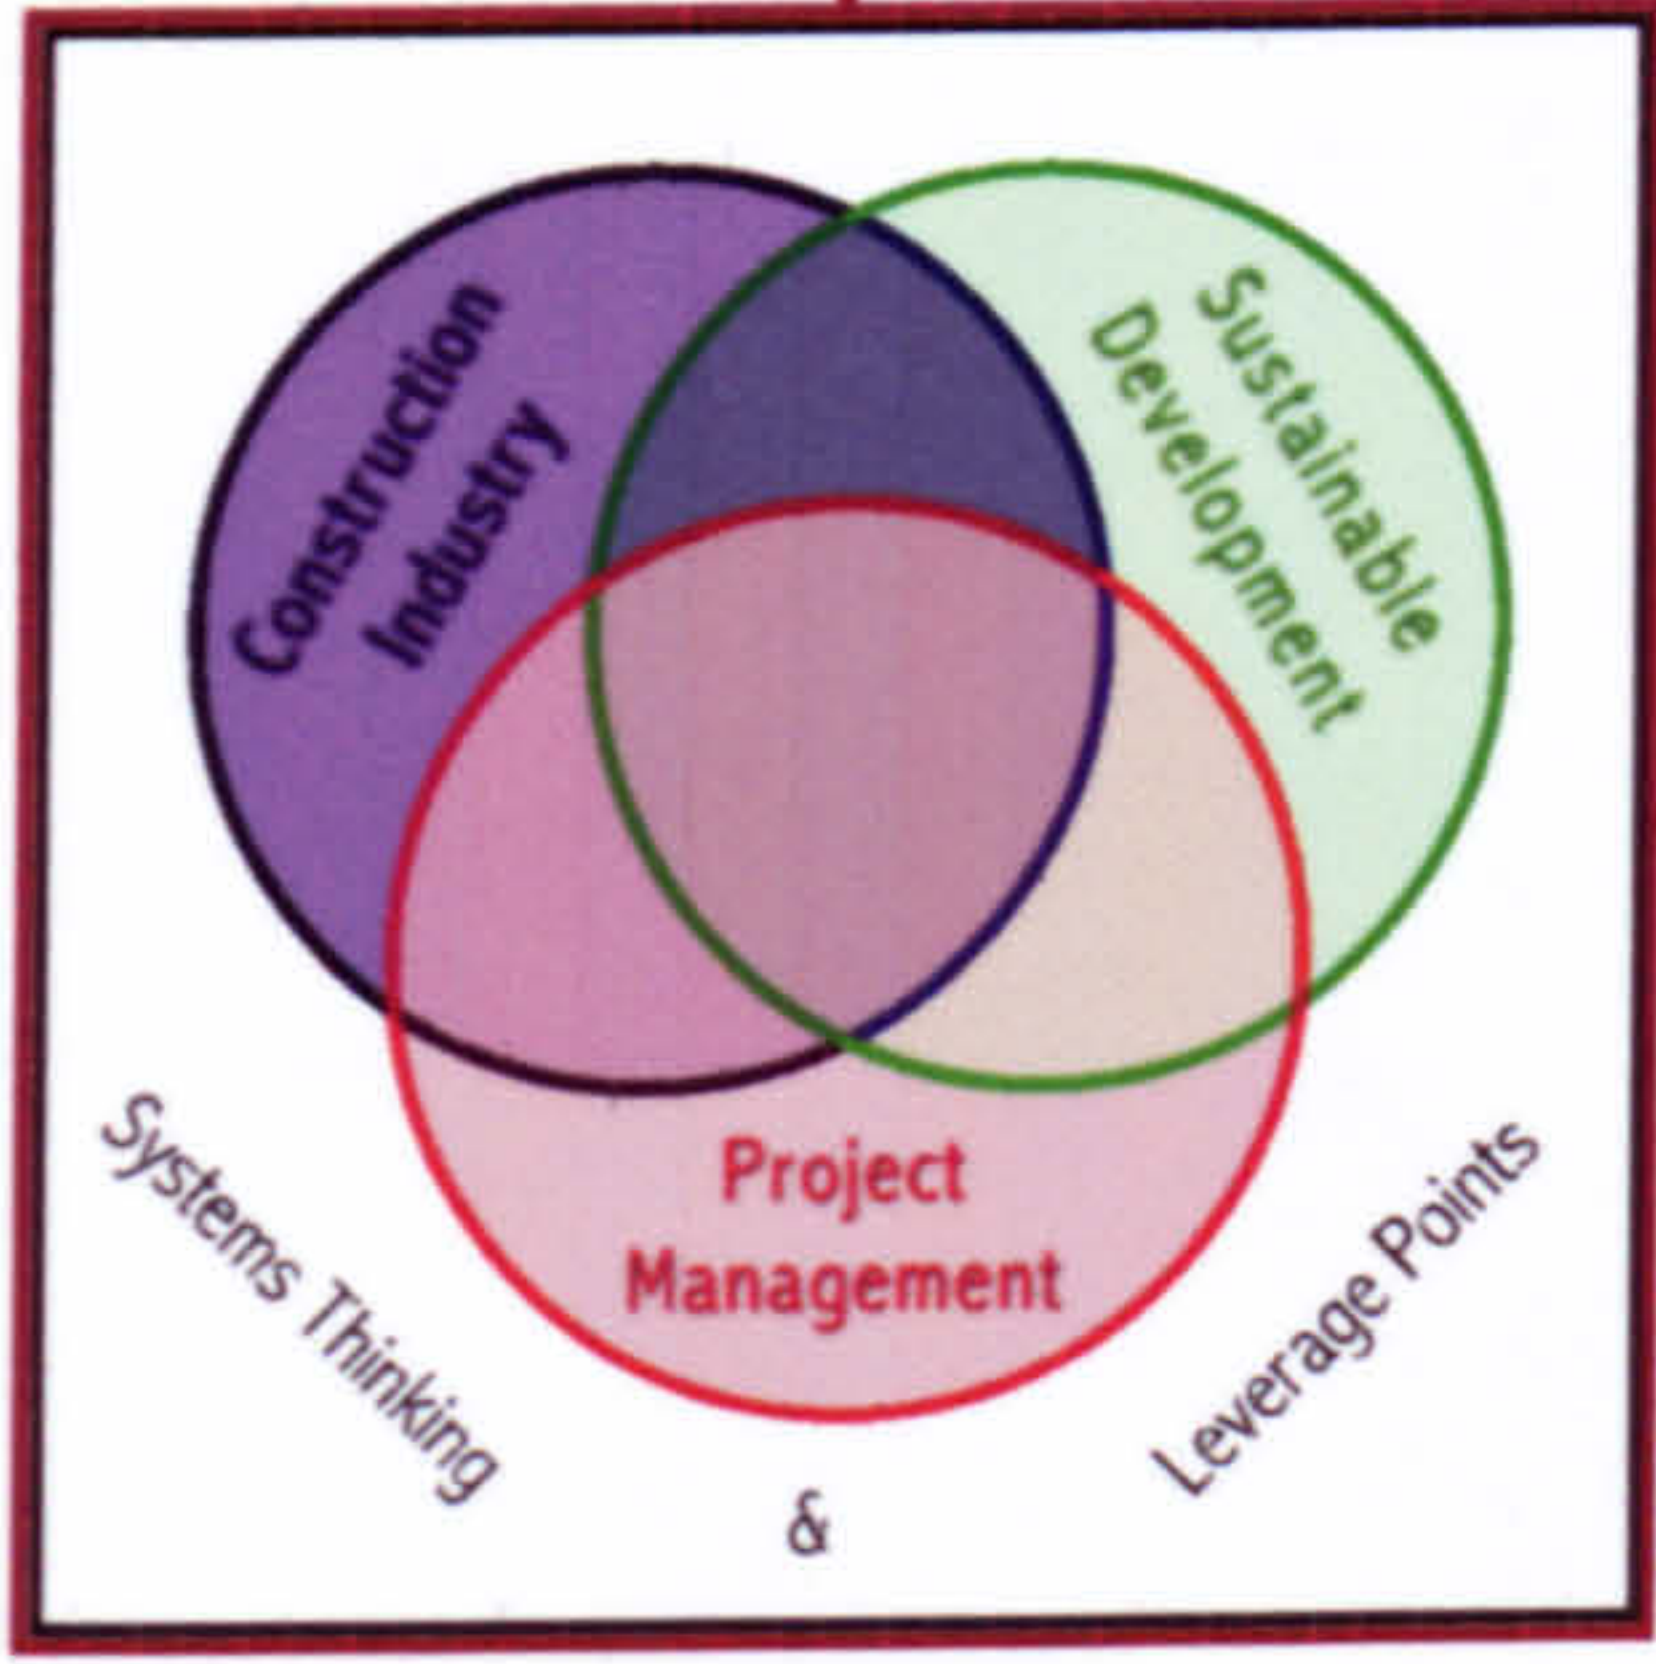 Construction
Industry
Sustainable
Development
Project
Management
Systems Thinking
&
Leverage Points